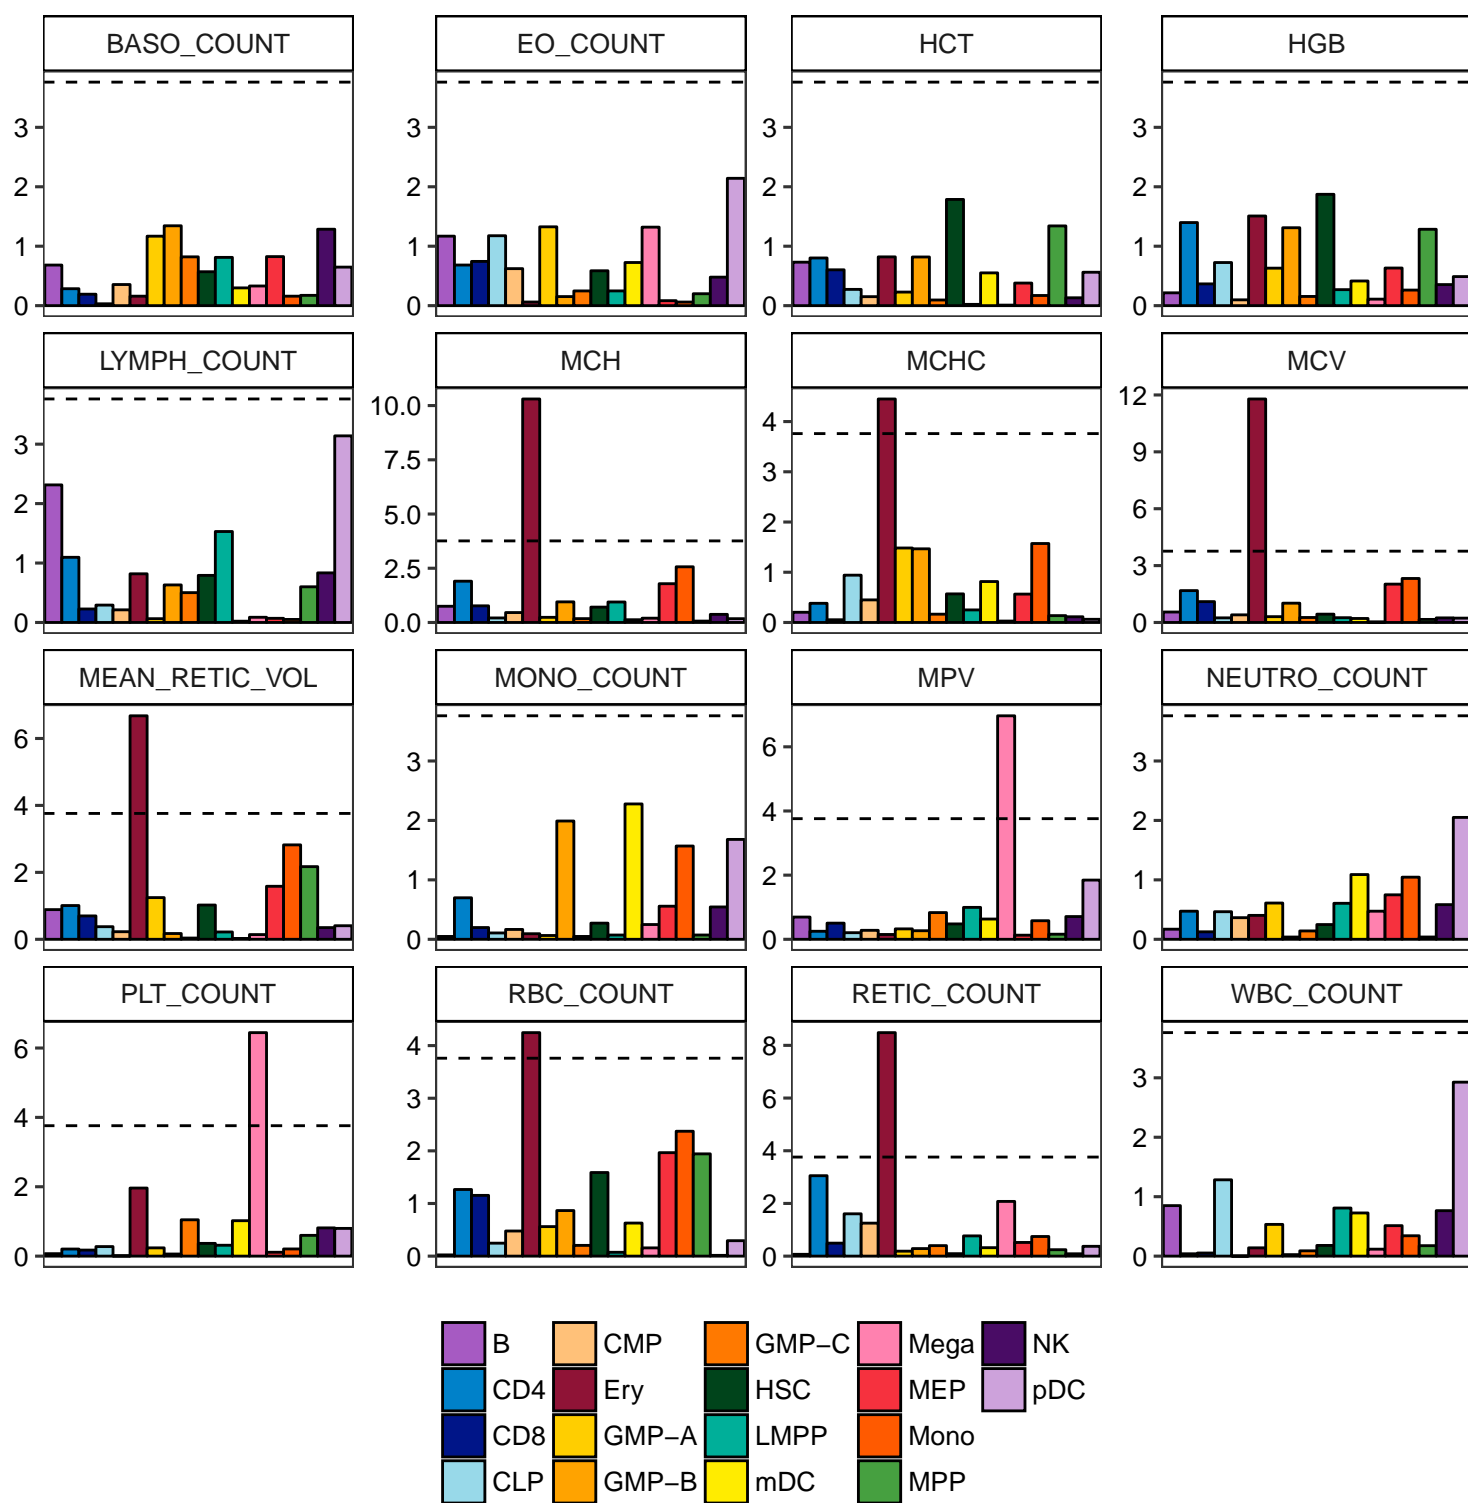 BASO_COUNT EO_COUNT HCT HGB
3 3 3 3
2 2 2 2
1 1 1 1
0 0 0 0
LYMPH_COUNT MCH MCHC MCV
3 10.0 4 12
2 7.5 3 9
1 5.0 2 6
0 2.5 1 3
0.0 0 0
MEAN_RETIC_VOL MONO_COUNT MPV NEUTRO_COUNT
6 3 6 3
4 2 4 2
2 1 2 1
0 0 0 0
PLT_COUNT RBC_COUNT RETIC_COUNT WBC_COUNT
6 4 8 3
4 3 6 2
2 2 4 1
0 1 2 0
0 0
B CMP GMP−C Mega NK
CD4 Ery HSC MEP pDC
CD8 GMP−A LMPP Mono
CLP GMP−B mDC MPP